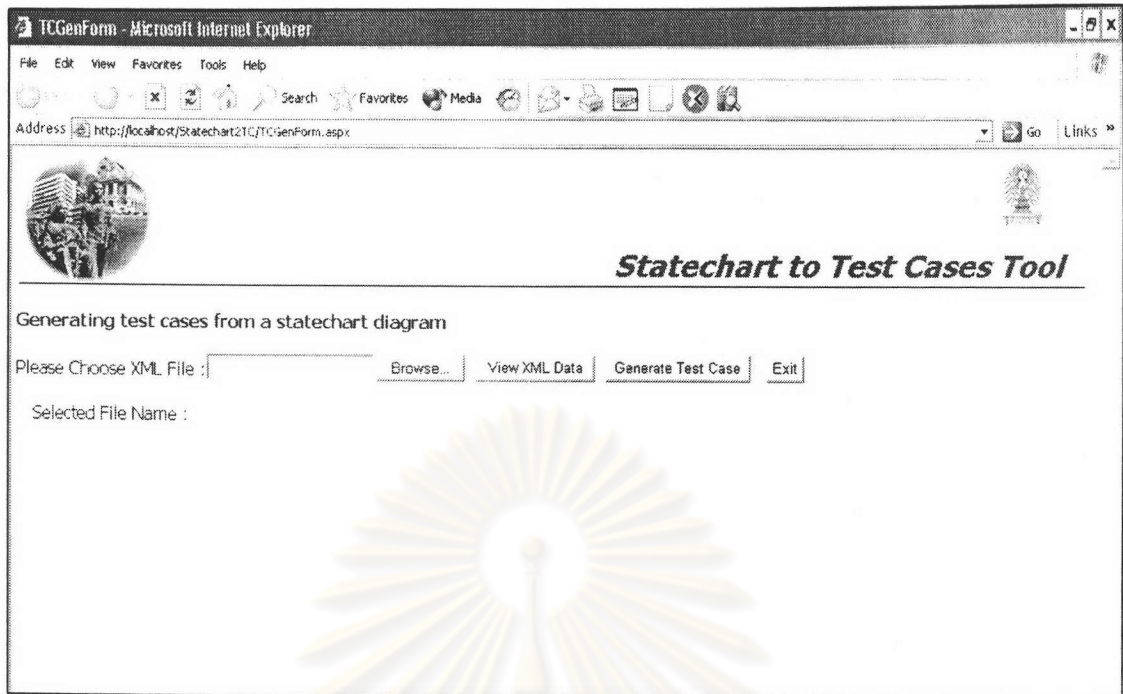 TCGenForm - Microsoft Internet Explorer
File Edit View Favorites Tools Help
Search Favorites Media
Address http://localhost/Statechart2TC/TCGenForm.aspx Go Links »
Statechart to Test Cases Tool
Generating test cases from a statechart diagram
Please Choose XML File : Browse... View XML Data Generate Test Case Exit
Selected File Name :